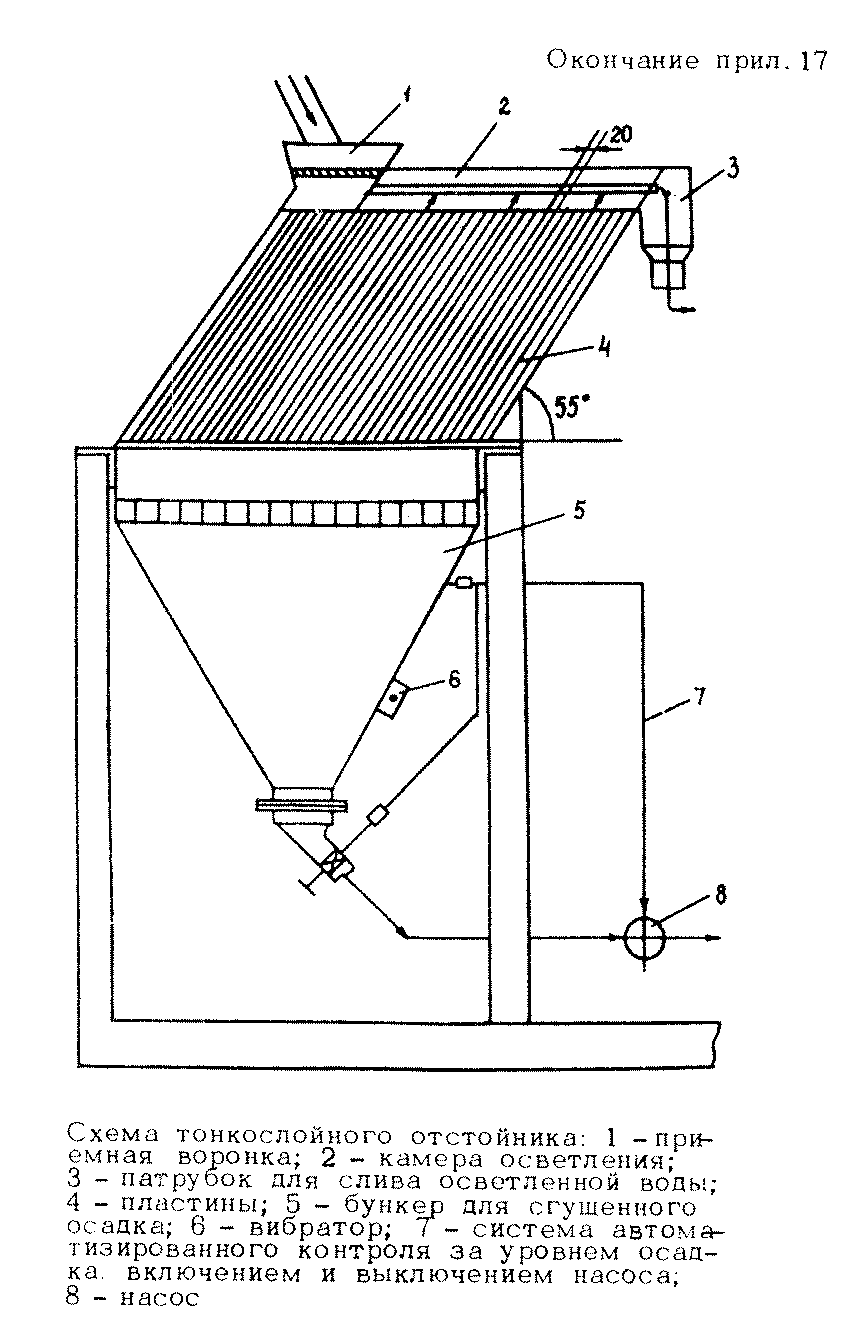 Окончание прил. 17
1
2
20
3
4
55°
5
6
7
8
Схема тонкослойного отстойника: 1 – при-
емная воронка; 2 – камера осветления;
3 – патрубок для слива осветленной воды;
4 – пластины; 5 – бункер для сгущенного
осадка; 6 – вибратор; 7 – система автома-
тизированного контроля за уровнем осад-
ка, включением и выключением насоса;
8 – насос